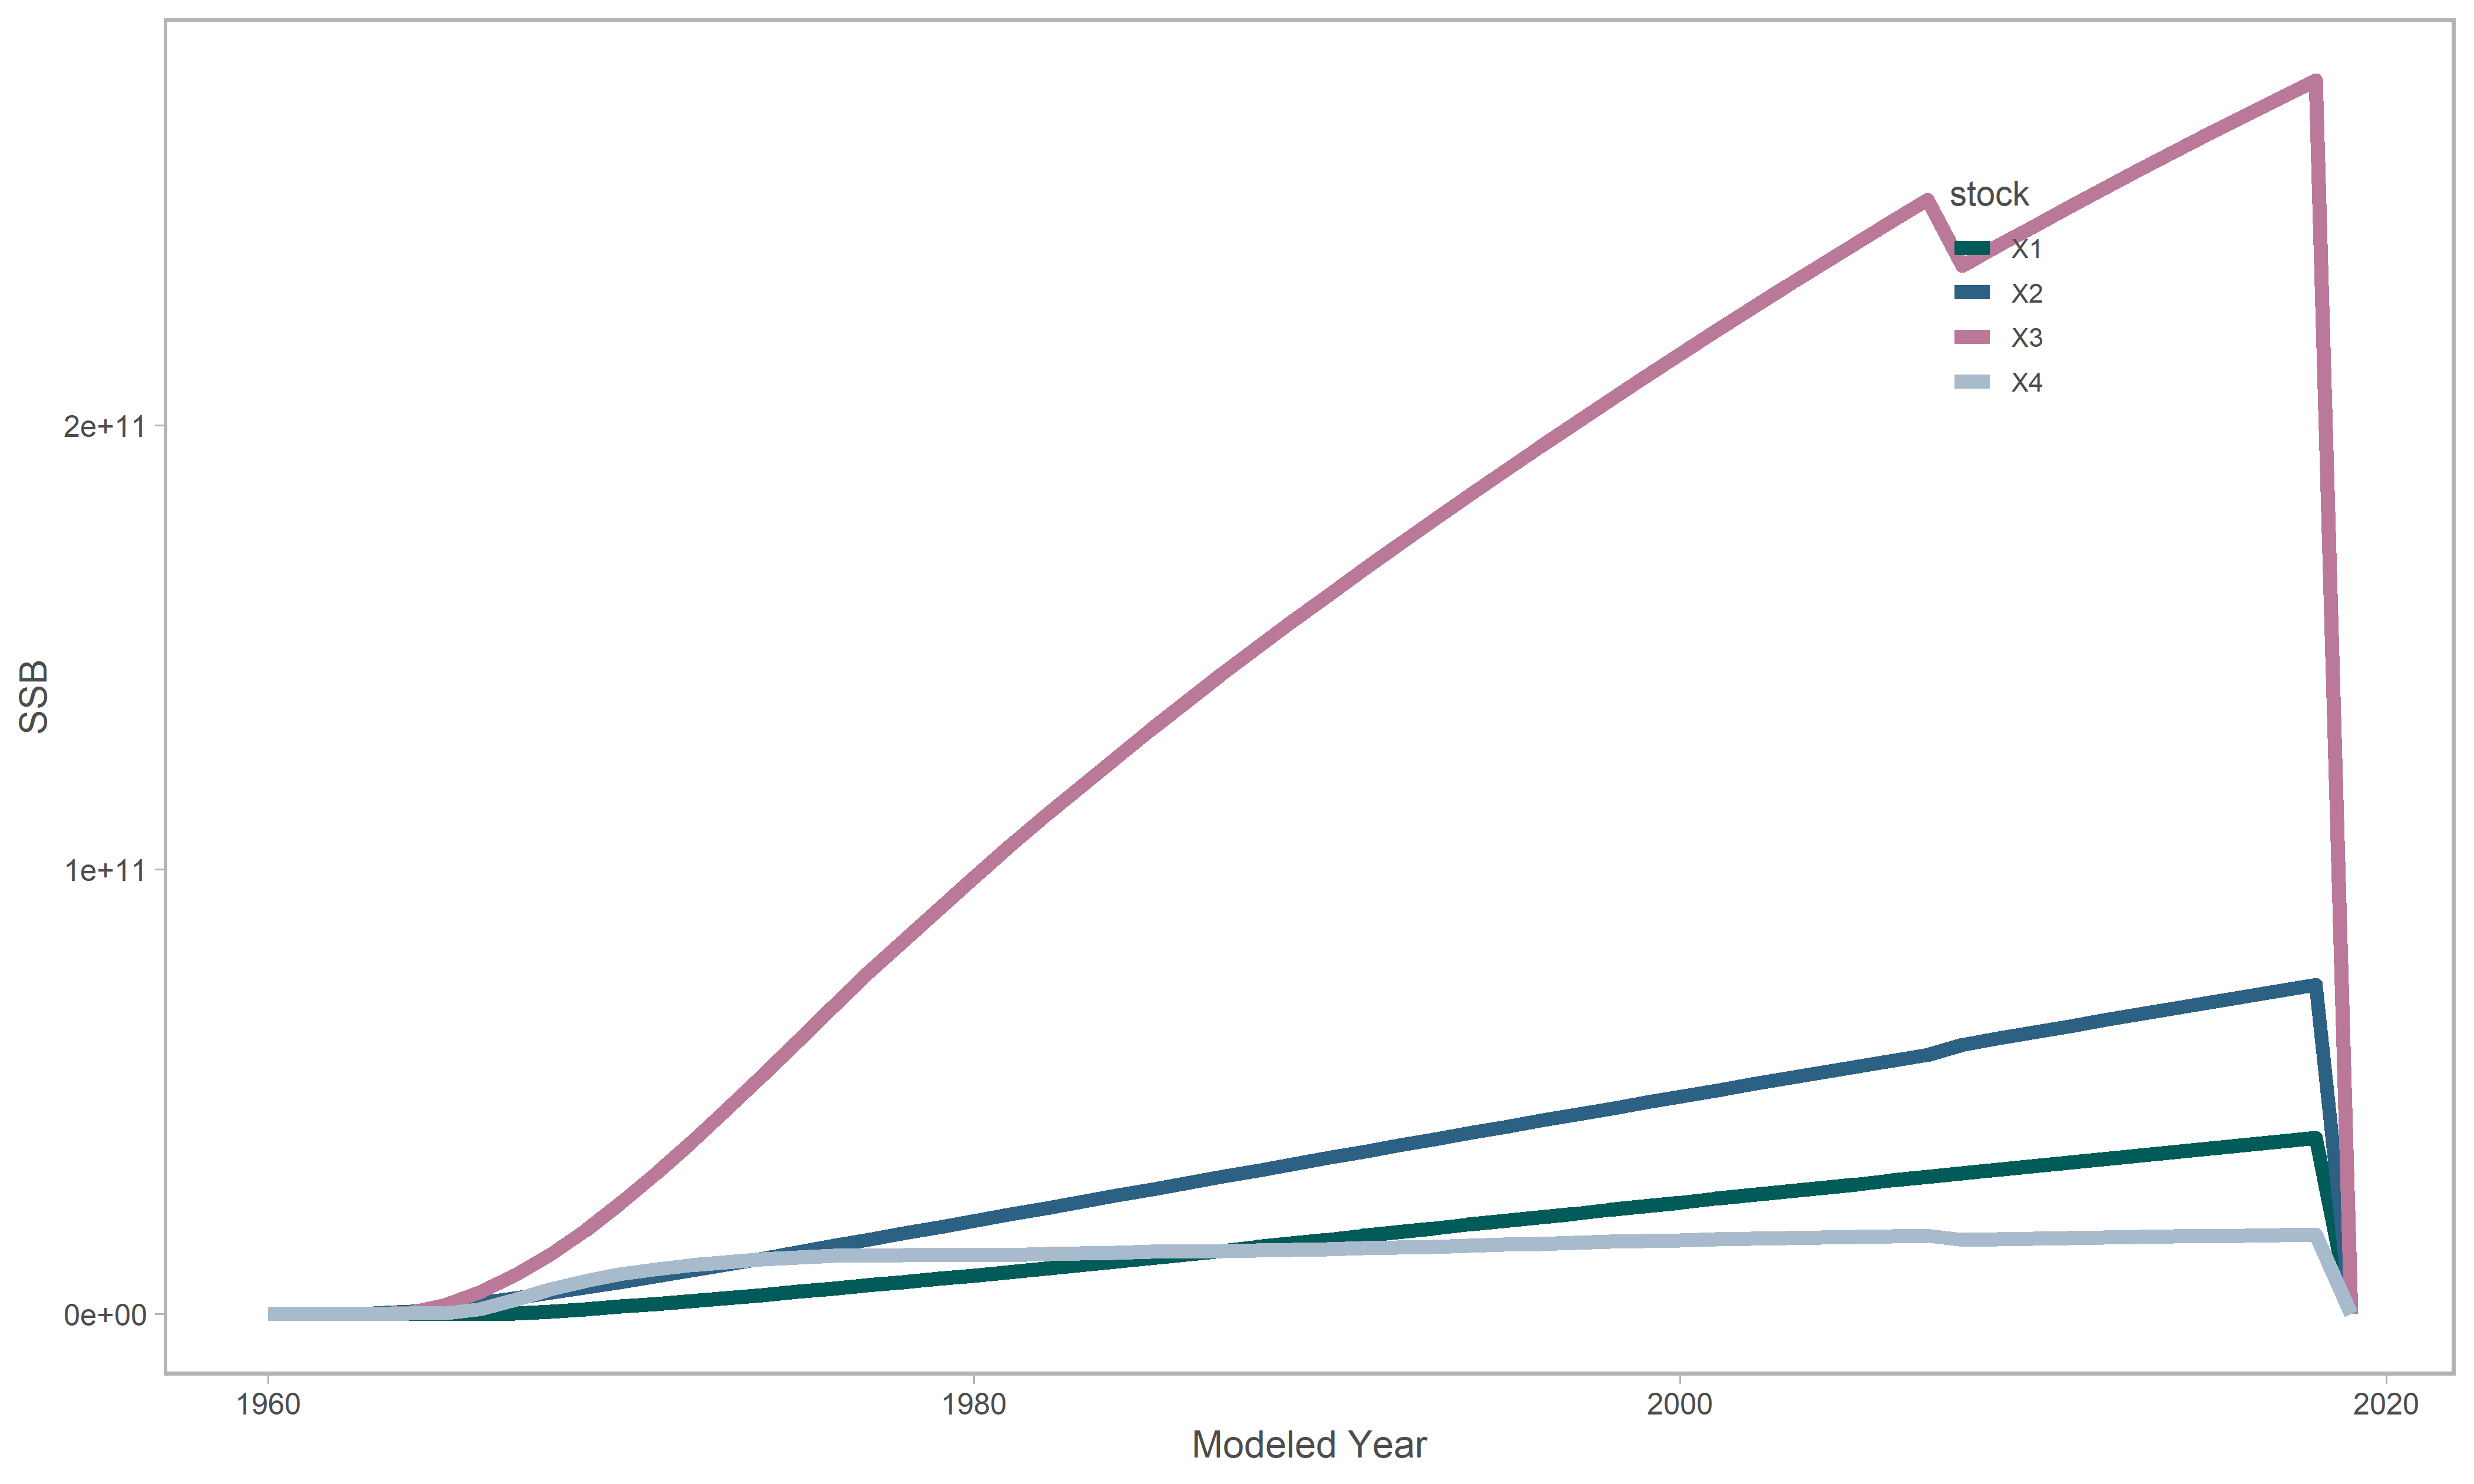 stock
X1
X2
X3
X4
2e+11
1e+11
0e+00
SSB
1960
1980
2000
2020
Modeled Year